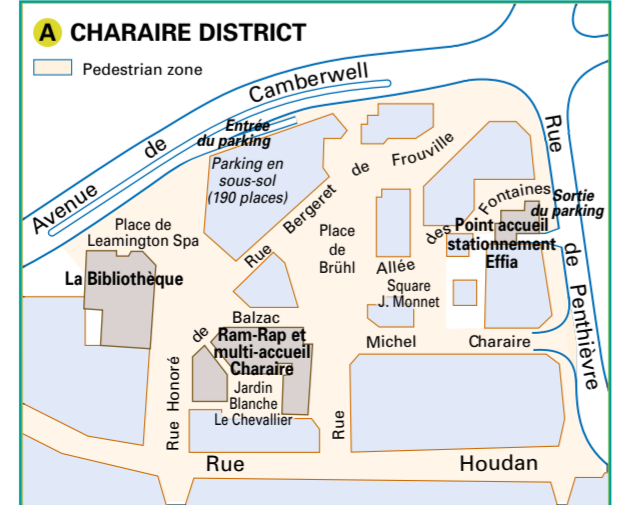 A CHARAIRE DISTRICT
Pedestrian zone
Avenue de Camberwell
Entrée
du parking
Parking en
sous-sol
(190 places)
Rue Bergeret de Frouville
Rue de Penthièvre
Sortie
du parking
Allée des Fontaines
Point accueil
stationnement
Effia
Place de
Leamington Spa
La Bibliothèque
Place
de
Brühl
Square
J. Monnet
Rue Honoré de Balzac
Ram-Rap et
multi-accueil
Charaire
Jardin
Blanche
Le Chevallier
Rue Michel Charaire
Rue Houdan